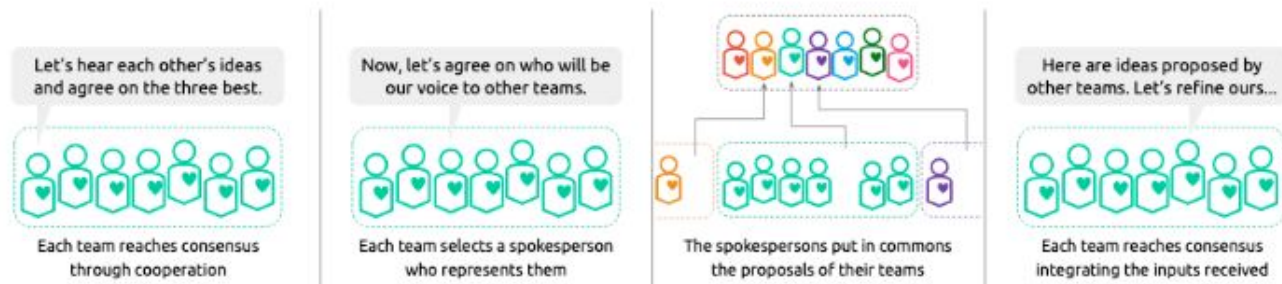 Let's hear each other's ideas
and agree on the three best.
Each team reaches consensus
through cooperation
Now, let's agree on who will be
our voice to other teams.
Each team selects a spokesperson
who represents them
The spokespersons put in commons
the proposals of their teams
Here are ideas proposed by
other teams. Let's refine ours...
Each team reaches consensus
integrating the inputs received